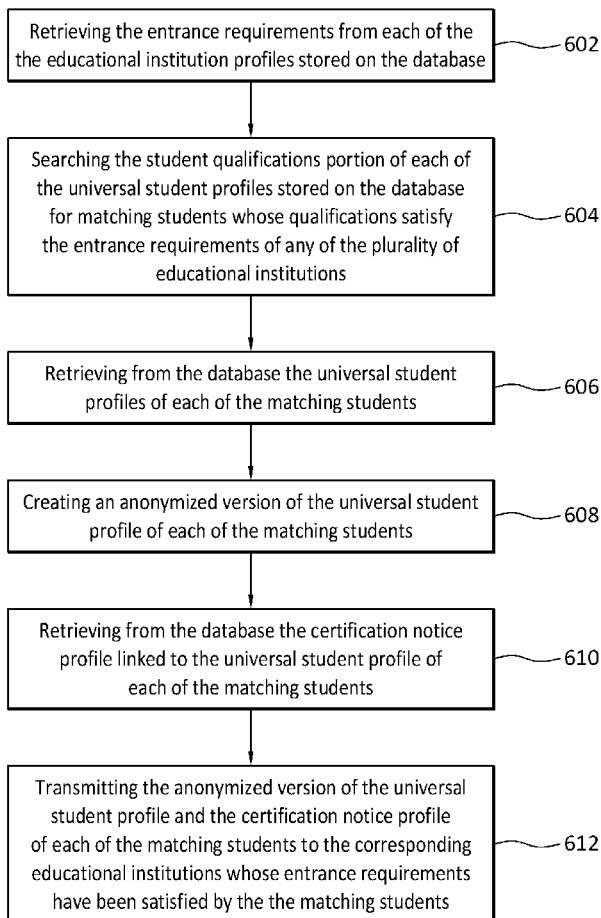 Retrieving the entrance requirements from each of the
the educational institution profiles stored on the database
602
Searching the student qualifications portion of each of
the universal student profiles stored on the database
for matching students whose qualifications satisfy
the entrance requirements of any of the plurality of
educational institutions
604
Retrieving from the database the universal student
profiles of each of the matching students
606
Creating an anonymized version of the universal student
profile of each of the matching students
608
Retrieving from the database the certification notice
profile linked to the universal student profile of
each of the matching students
610
Transmitting the anonymized version of the universal
student profile and the certification notice profile
of each of the matching students to the corresponding
educational institutions whose entrance requirements
have been satisfied by the the matching students
612